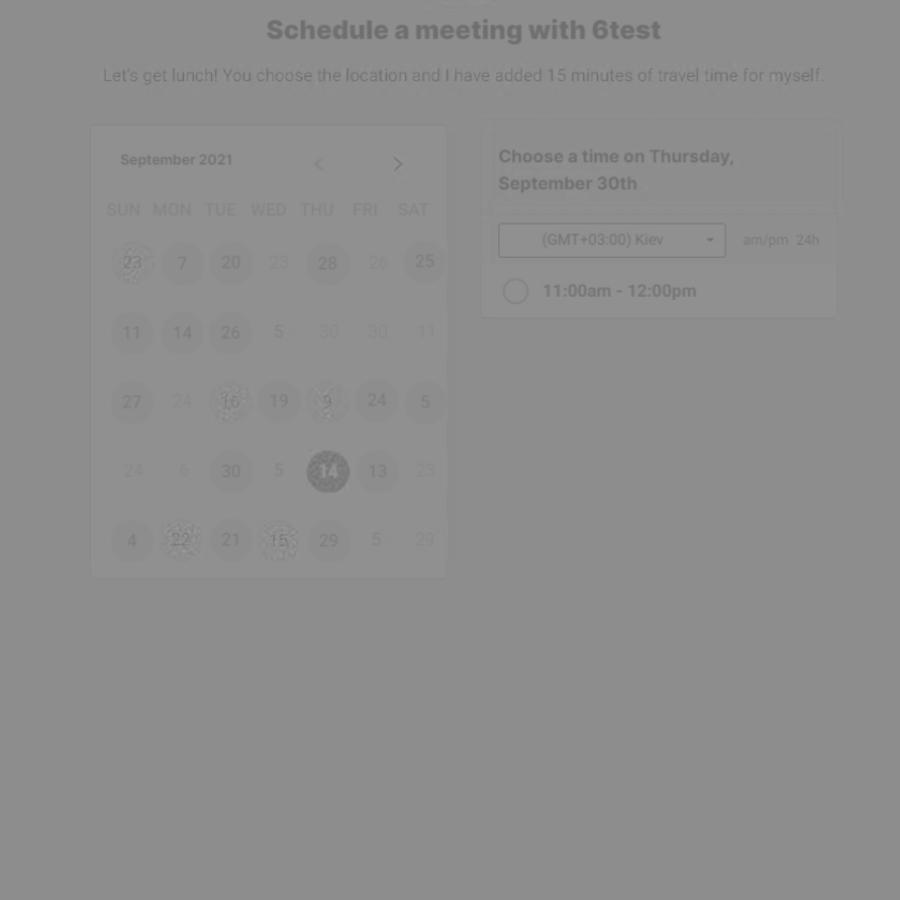 Schedule a meeting with 6test
Let's get lunch! You choose the location and I have added 15 minutes of travel time for myself.
September 2021 < >
SUN MON TUE WED THU FRI SAT
23 7 20 23 28 26 25
11 14 26 5 30 30 11
27 24 16 19 9 24 5
24 6 30 5 14 13 23
4 22 21 15 29 5 29
Choose a time on Thursday,
September 30th
(GMT+03:00) Kiev am/pm 24h
11:00am - 12:00pm